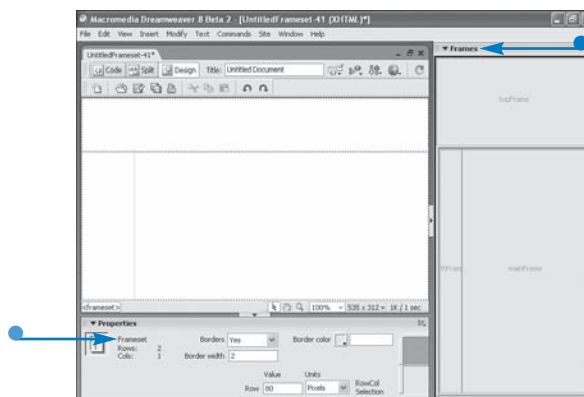 Macromedia Dreamweaver 8 Beta 2 - [UntitledFrameset-41 (XHTML)*]
File Edit View Insert Modify Text Commands Site Window Help
UntitledFrameset-41*
Code Split Design Title: Untitled Document
Frames
topFrame
mainFrame
<frameset>
100% 535 x 312 1K / 1 sec
Properties
Frameset
Rows: 2
Cols: 1
Borders Yes
Border width 2
Border color
Value Units
Row 80 Pixels
RowCol
Selection